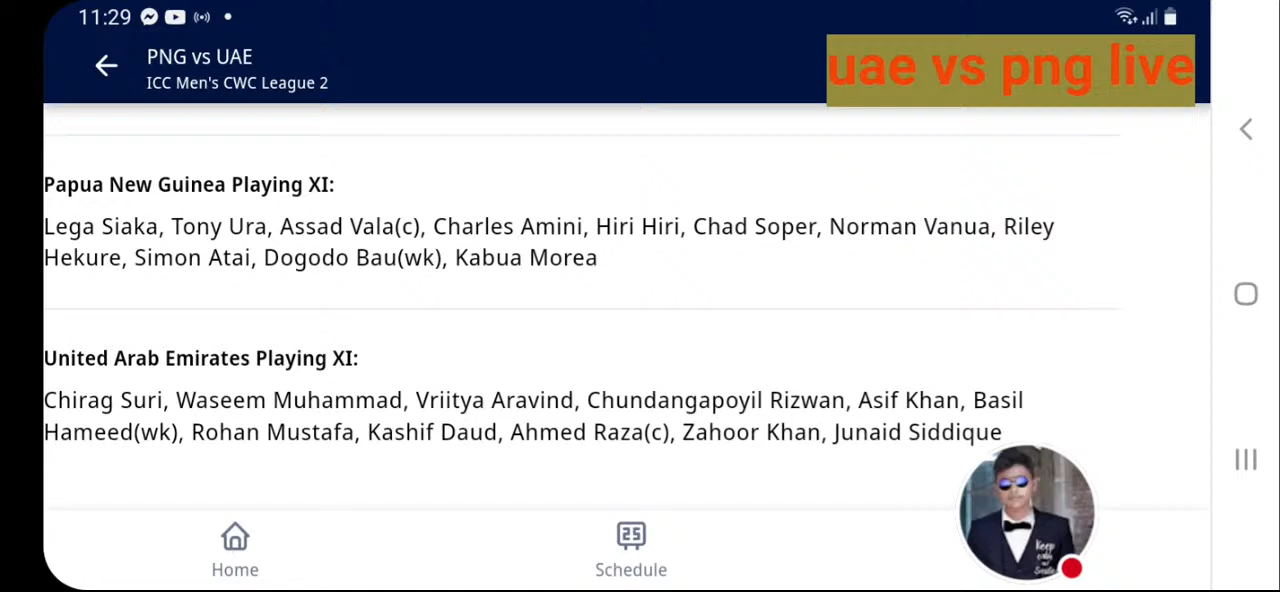 11:29
PNG vs UAE
ICC Men's CWC League 2
uae vs png live
Papua New Guinea Playing XI:
Lega Siaka, Tony Ura, Assad Vala(c), Charles Amini, Hiri Hiri, Chad Soper, Norman Vanua, Riley
Hekure, Simon Atai, Dogodo Bau(wk), Kabua Morea
United Arab Emirates Playing XI:
Chirag Suri, Waseem Muhammad, Vriitya Aravind, Chundangapoyil Rizwan, Asif Khan, Basil
Hameed(wk), Rohan Mustafa, Kashif Daud, Ahmed Raza(c), Zahoor Khan, Junaid Siddique
25
Home
Schedule
Keep
calm
Smile